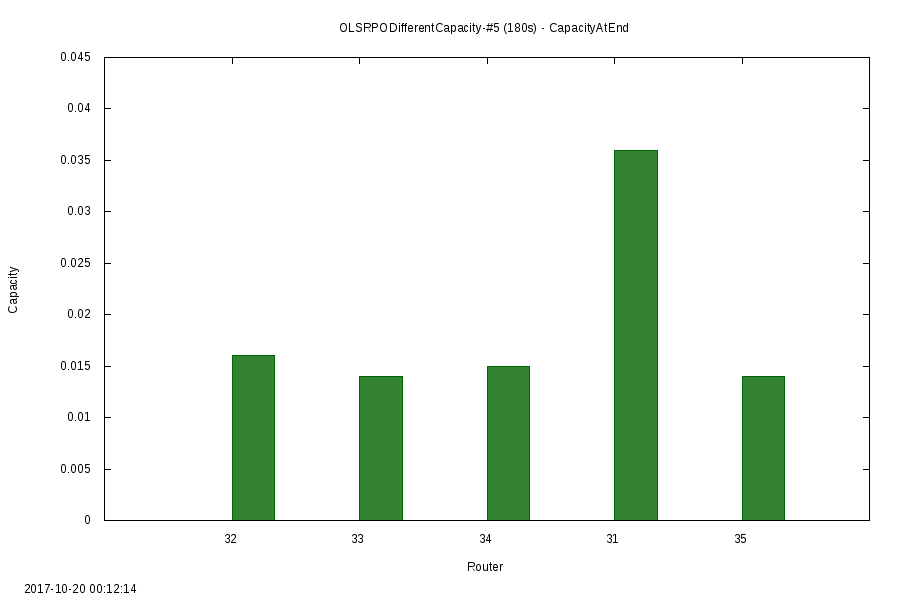 OLSRPODifferentCapacity-#5 (180s) - CapacityAtEnd
0.045
0.04
0.035
0.03
0.025
0.02
0.015
0.01
0.005
0
Capacity
32 33 34 31 35
Router
2017-10-20 00:12:14